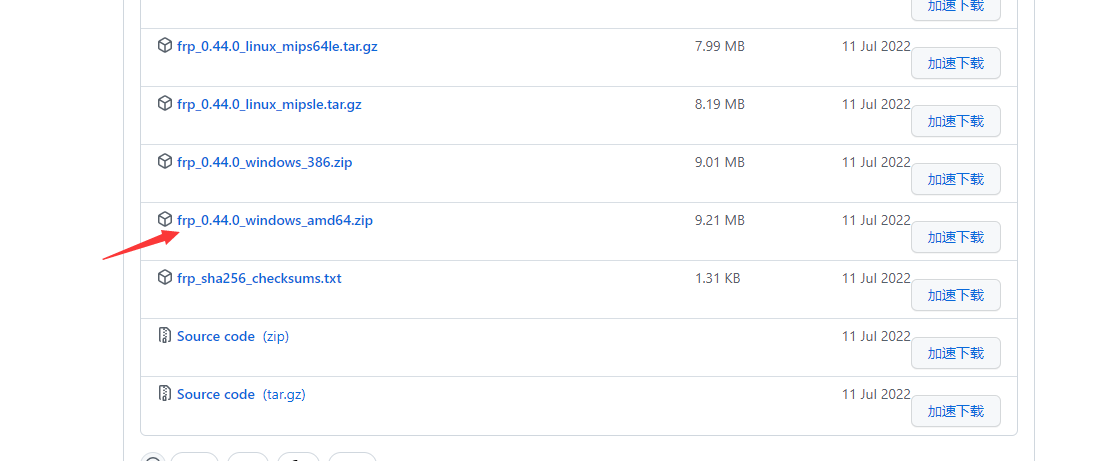 加速下载
frp_0.44.0_linux_mips64le.tar.gz 7.99 MB 11 Jul 2022 加速下载
frp_0.44.0_linux_mipsle.tar.gz 8.19 MB 11 Jul 2022 加速下载
frp_0.44.0_windows_386.zip 9.01 MB 11 Jul 2022 加速下载
frp_0.44.0_windows_amd64.zip 9.21 MB 11 Jul 2022 加速下载
frp_sha256_checksums.txt 1.31 KB 11 Jul 2022 加速下载
Source code (zip) 11 Jul 2022 加速下载
Source code (tar.gz) 11 Jul 2022 加速下载